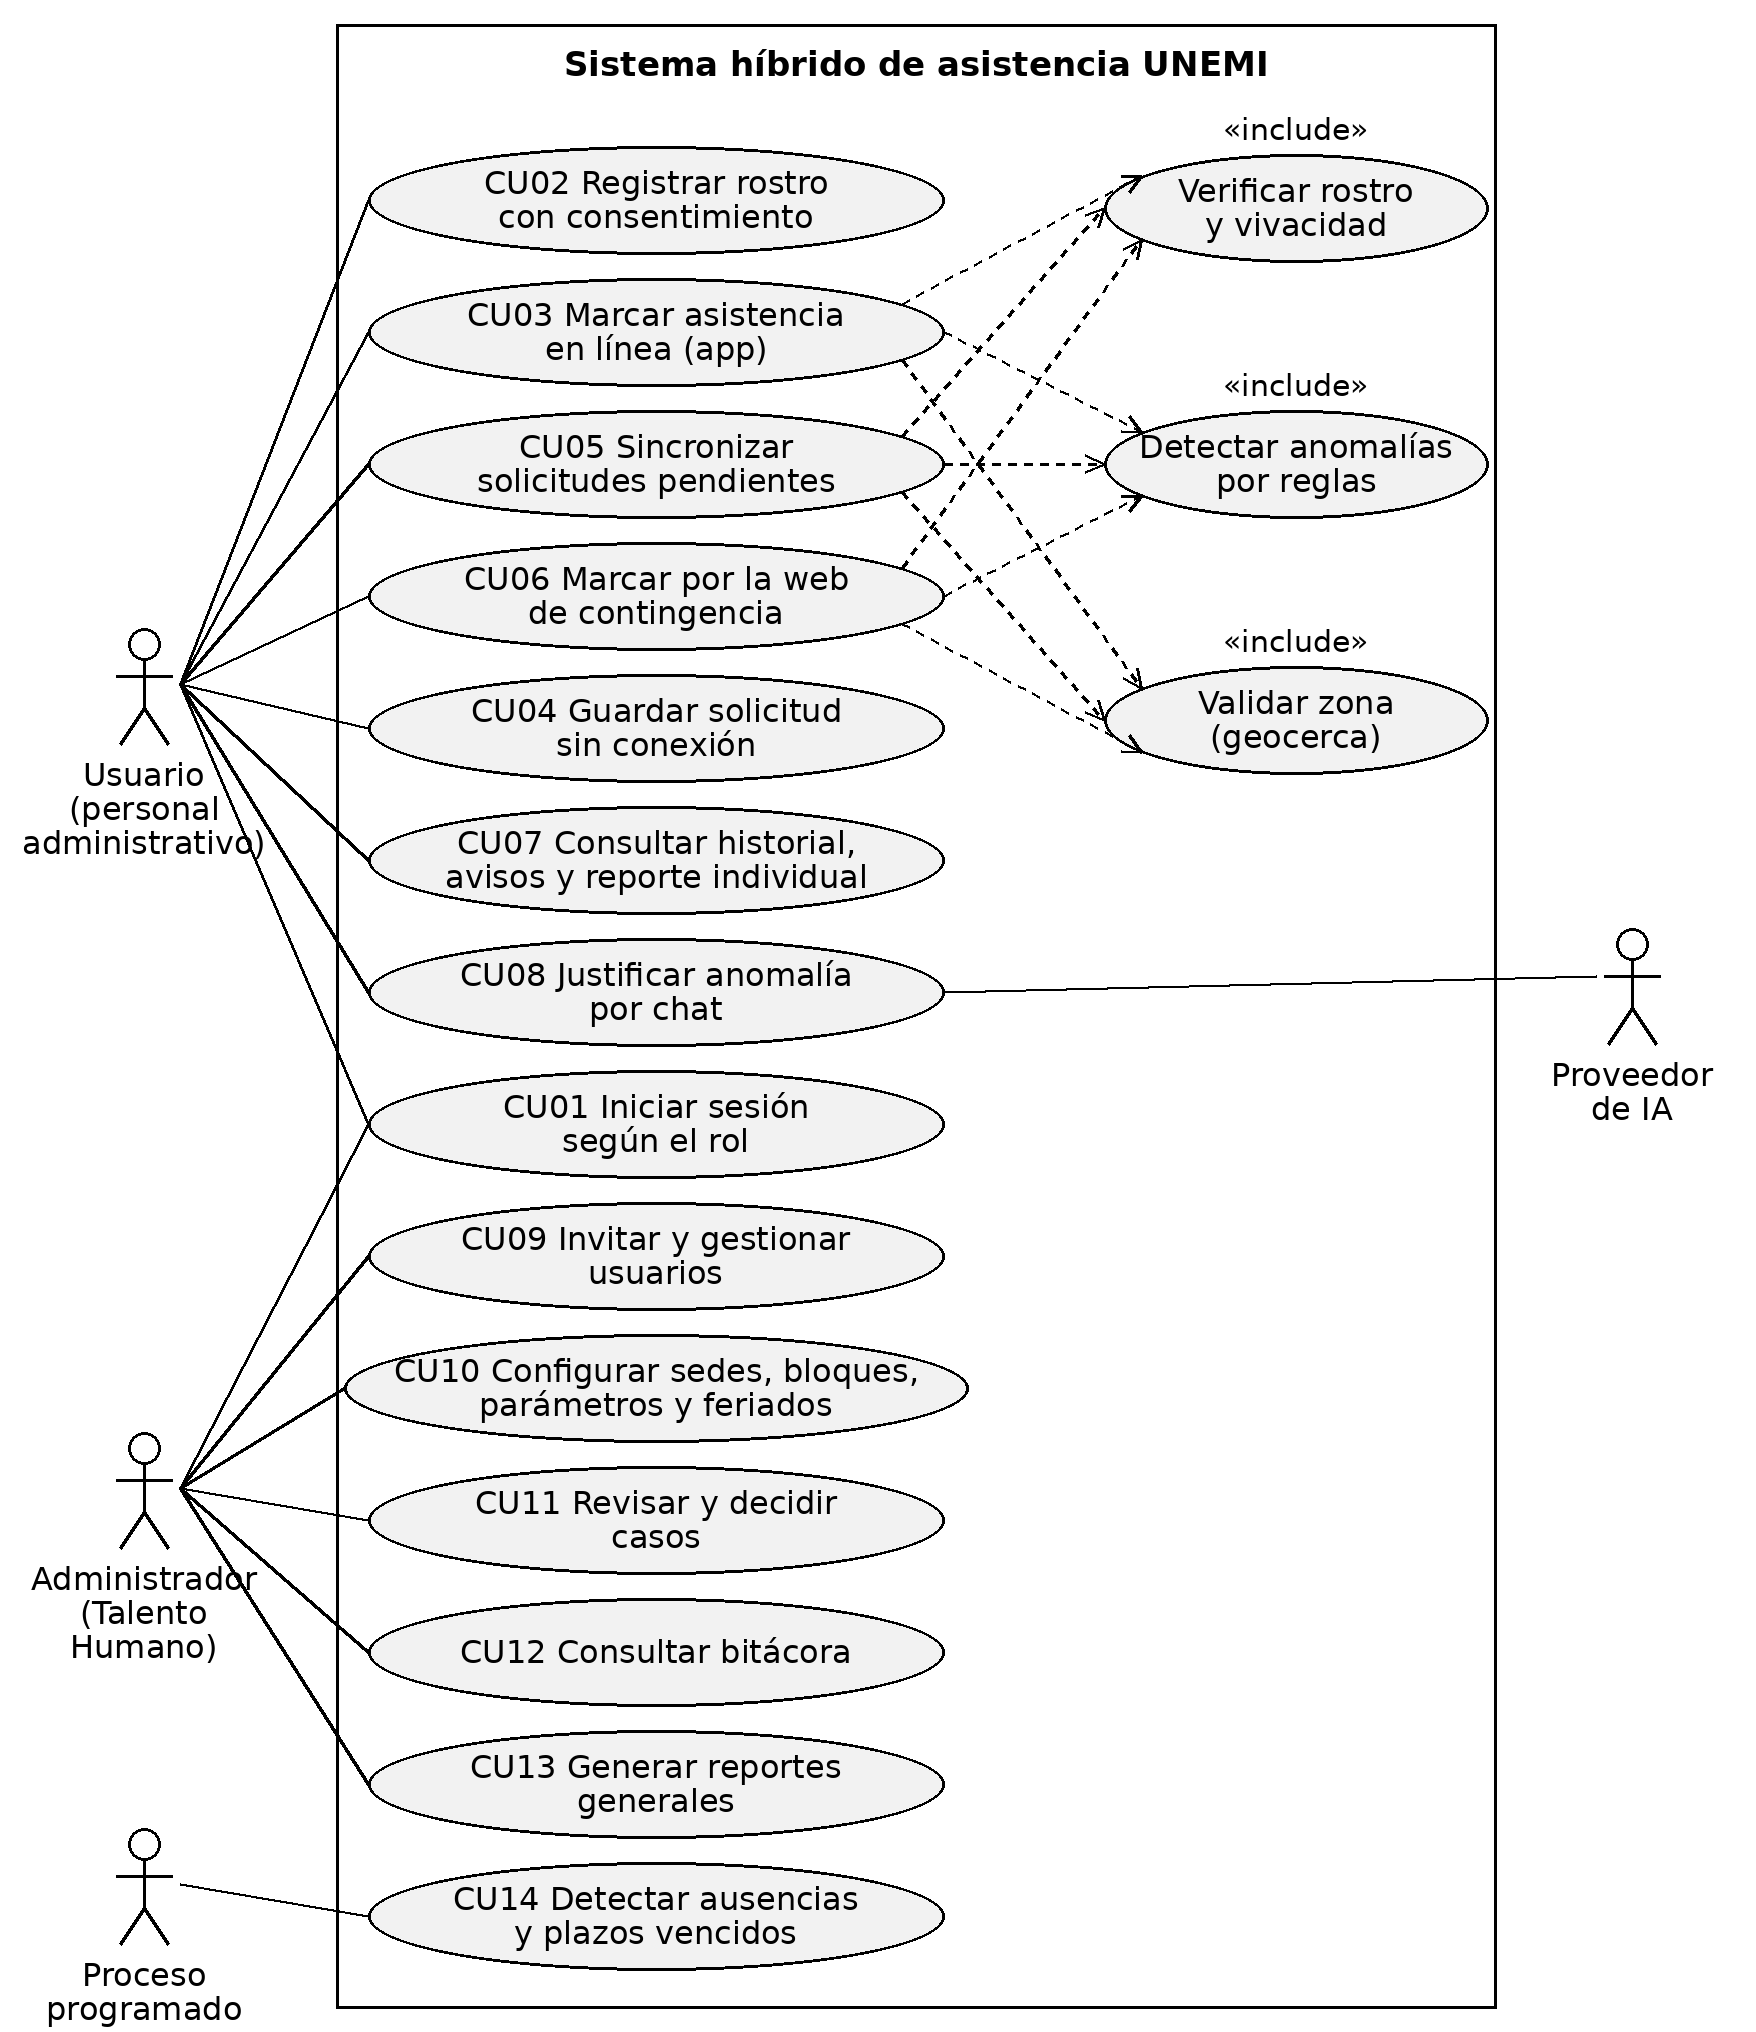 Sistema híbrido de asistencia UNEMI
«include»
CU02 Registrar rostro
con consentimiento
Verificar rostro
y vivacidad
CU03 Marcar asistencia
en línea (app)
«include»
CU05 Sincronizar
solicitudes pendientes
Detectar anomalías
por reglas
CU06 Marcar por la web
de contingencia
«include»
CU04 Guardar solicitud
sin conexión
Validar zona
(geocerca)
Usuario
(personal
administrativo)
CU07 Consultar historial,
avisos y reporte individual
CU08 Justificar anomalía
por chat
Proveedor
de IA
CU01 Iniciar sesión
según el rol
CU09 Invitar y gestionar
usuarios
CU10 Configurar sedes, bloques,
parámetros y feriados
CU11 Revisar y decidir
casos
Administrador
(Talento
Humano)
CU12 Consultar bitácora
CU13 Generar reportes
generales
CU14 Detectar ausencias
y plazos vencidos
Proceso
programado